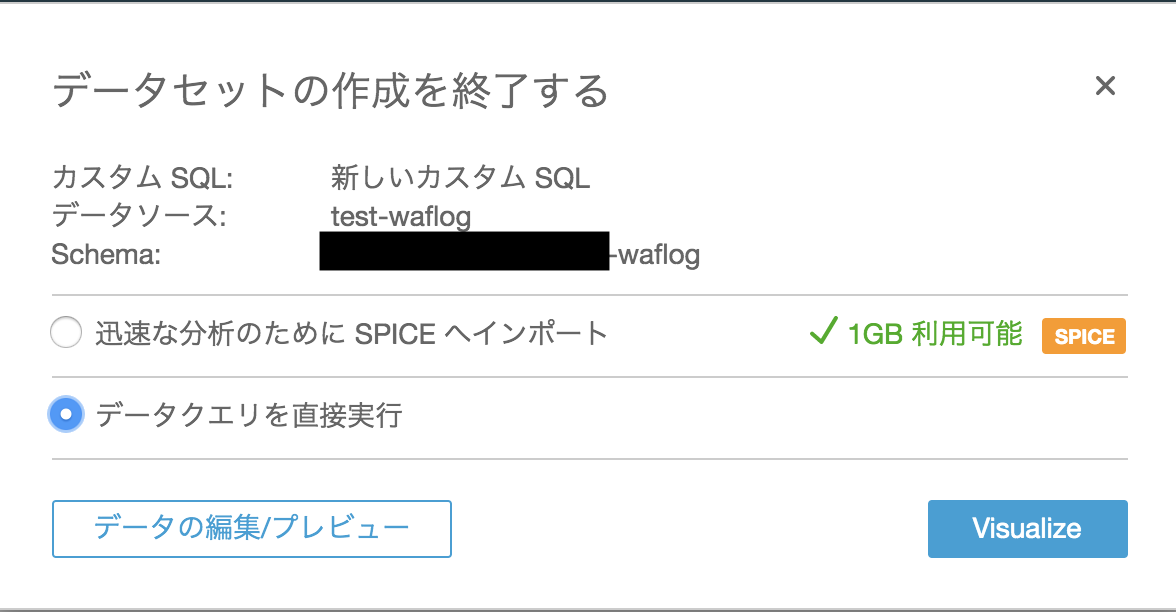 データセットの作成を終了する
カスタム SQL: 新しいカスタム SQL
データソース: test-waflog
Schema: -waflog
迅速な分析のために SPICE へインポート 1GB 利用可能 SPICE
データクエリを直接実行
データの編集/プレビュー Visualize